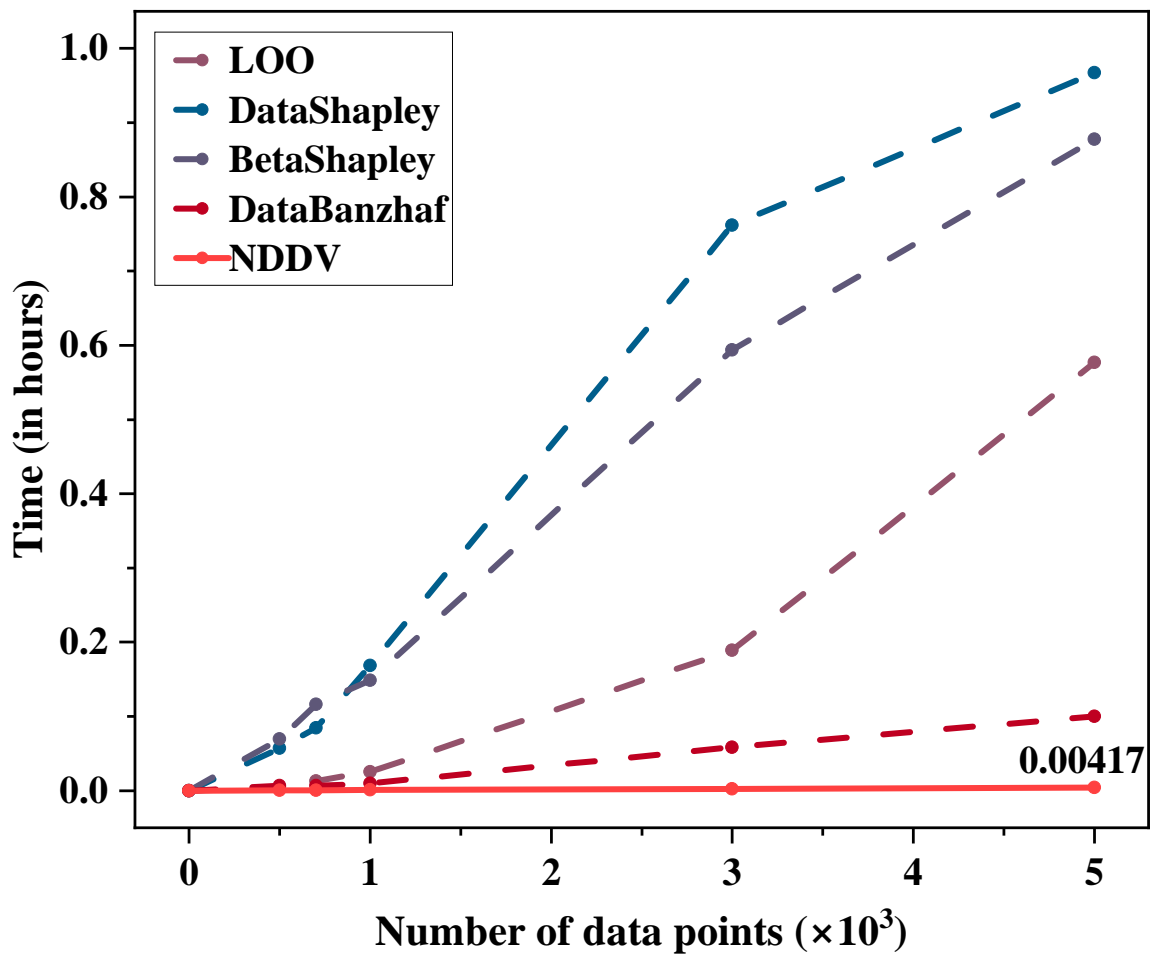 1.0
0.8
0.6
0.4
0.2
0.0
Time (in hours)
LOO
DataShapley
BetaShapley
DataBanzhaf
NDDV
0.00417
0 1 2 3 4 5
Number of data points (×10³)